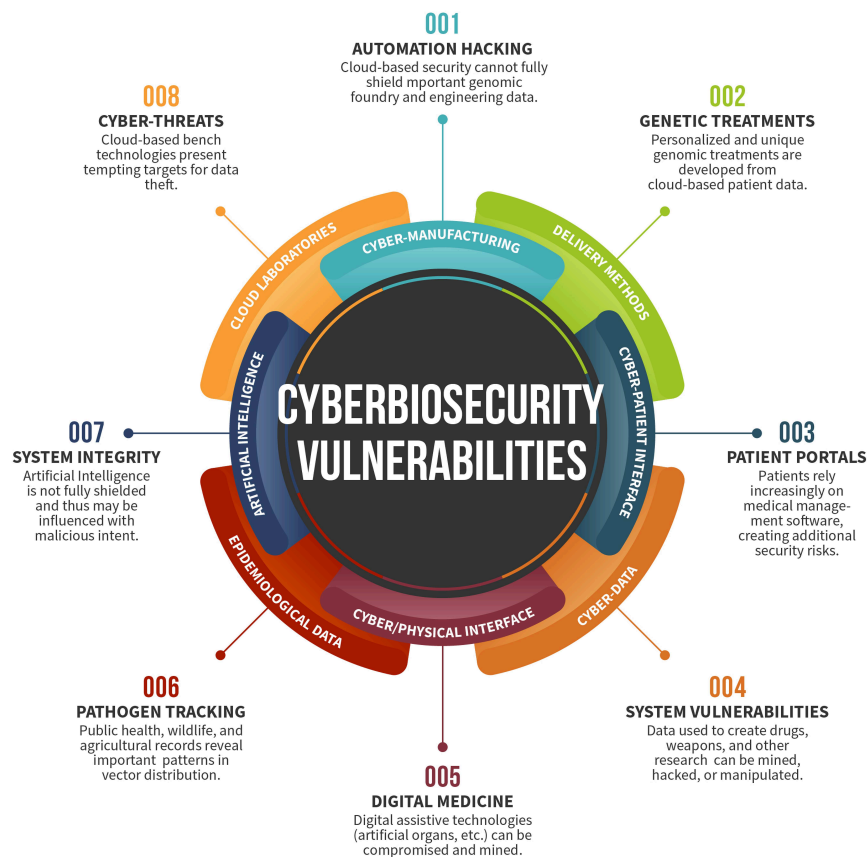 001
AUTOMATION HACKING
Cloud-based security cannot fully
shield mportant genomic
foundry and engineering data.
002
GENETIC TREATMENTS
Personalized and unique
genomic treatments are
developed from
cloud-based patient data.
003
PATIENT PORTALS
Patients rely
increasingly on
medical manage-
ment software,
creating additional
security risks.
004
SYSTEM VULNERABILITIES
Data used to create drugs,
weapons, and other
research can be mined,
hacked, or manipulated.
005
DIGITAL MEDICINE
Digital assistive technologies
(artificial organs, etc.) can be
compromised and mined.
006
PATHOGEN TRACKING
Public health, wildlife, and
agricultural records reveal
important patterns in
vector distribution.
007
SYSTEM INTEGRITY
Artificial Intelligence
is not fully shielded
and thus may be
influenced with
malicious intent.
008
CYBER-THREATS
Cloud-based bench
technologies present
tempting targets for data
theft.
CYBER-MANUFACTURING
DELIVERY METHODS
CYBER-PATIENT INTERFACE
CYBER-DATA
CYBER/PHYSICAL INTERFACE
EPIDEMIOLOGICAL DATA
ARTIFICIAL INTELLIGENCE
CLOUD LABORATORIES
CYBERBIOSECURITY
VULNERABILITIES